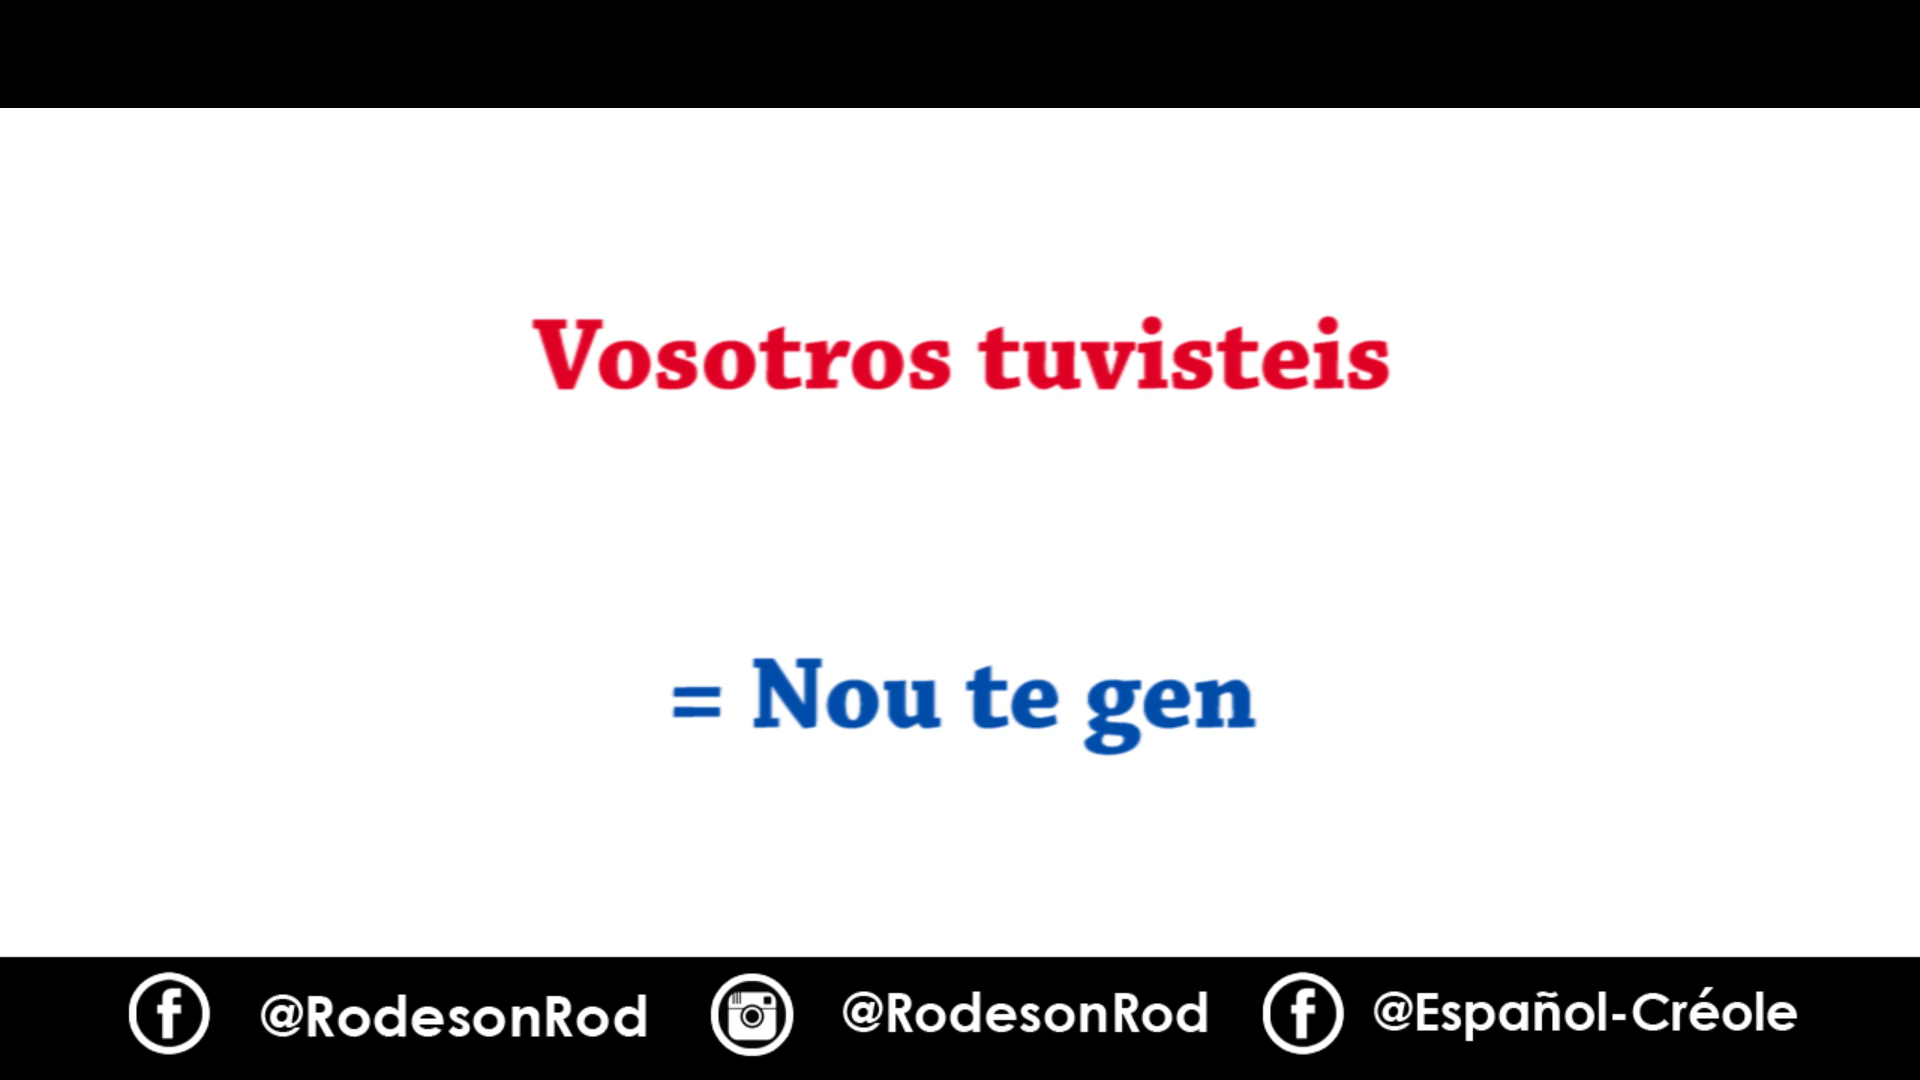 Vosotros tuvisteis
= Nou te gen
@RodesonRod @RodesonRod @Español-Créole